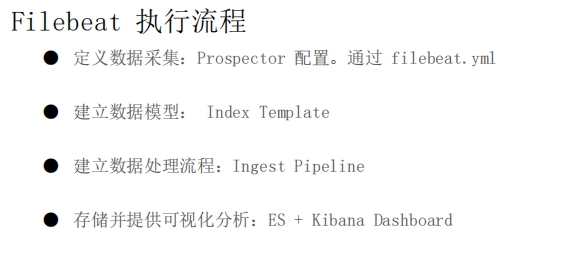 Filebeat 执行流程
● 定义数据采集：Prospector 配置。通过 filebeat.yml
● 建立数据模型： Index Template
● 建立数据处理流程：Ingest Pipeline
● 存储并提供可视化分析：ES + Kibana Dashboard